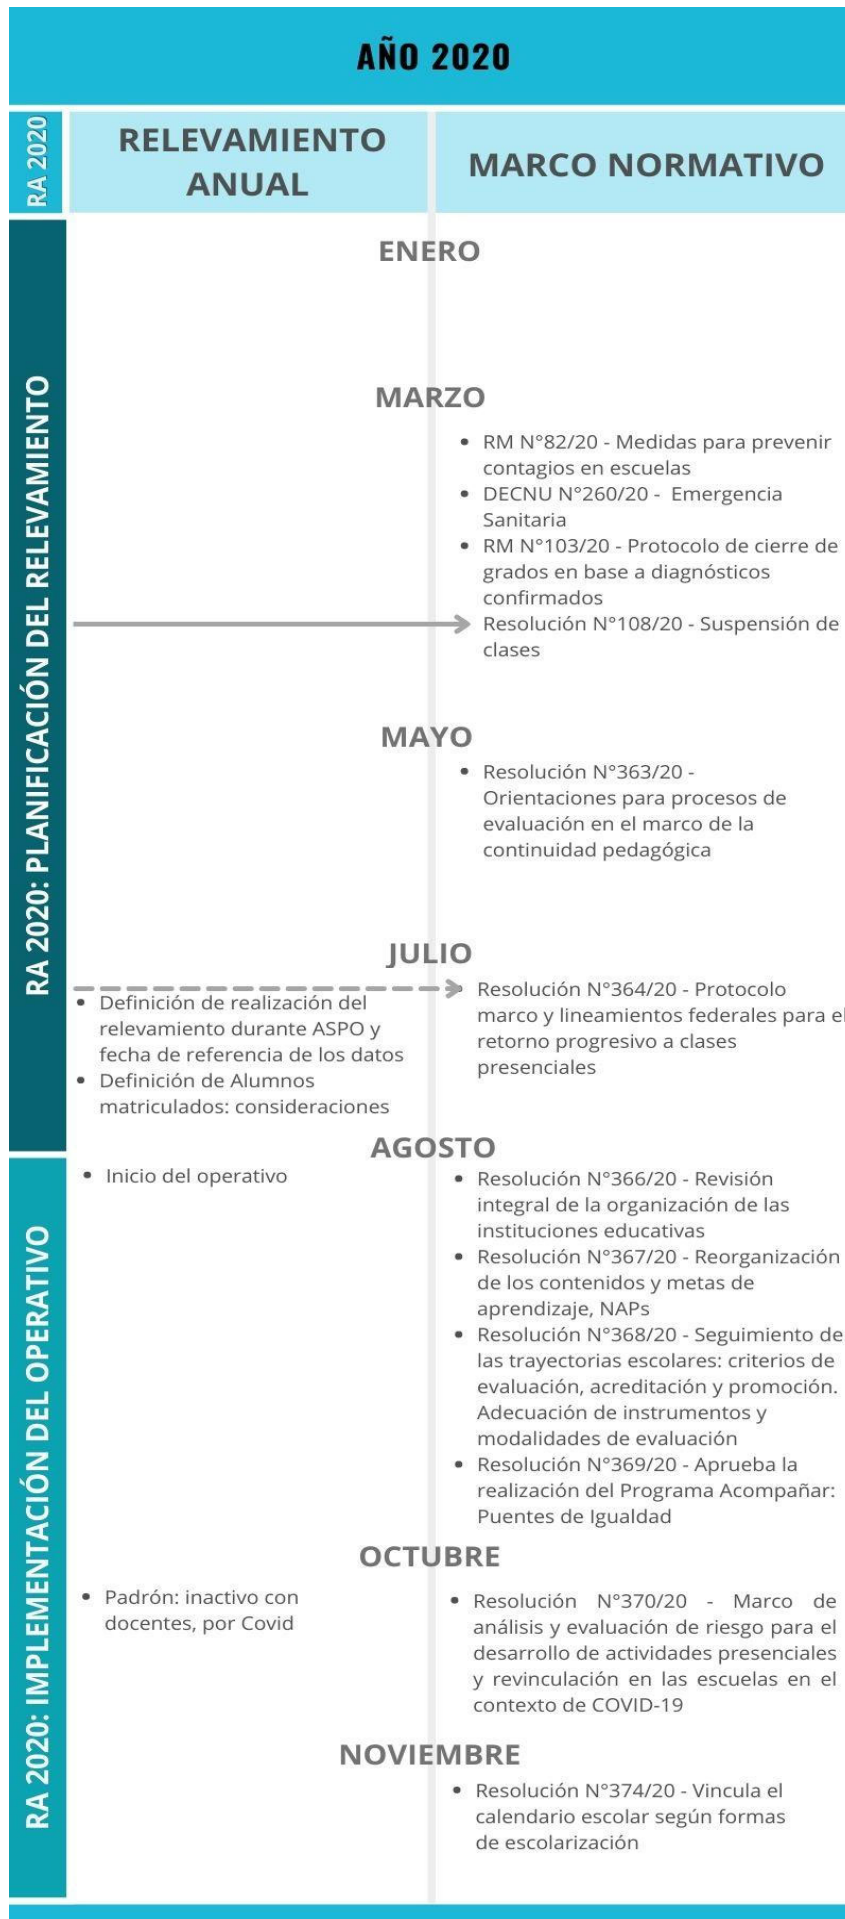 AÑO 2020
RA 2020
RELEVAMIENTO
ANUAL
MARCO NORMATIVO
RA 2020: PLANIFICACIÓN DEL RELEVAMIENTO
ENERO
MARZO
• RM N°82/20 - Medidas para prevenir
contagios en escuelas
• DECNU N°260/20 - Emergencia
Sanitaria
• RM N°103/20 - Protocolo de cierre de
grados en base a diagnósticos
confirmados
Resolución N°108/20 - Suspensión de
clases
MAYO
• Resolución N°363/20 -
Orientaciones para procesos de
evaluación en el marco de la
continuidad pedagógica
JULIO
• Definición de realización del
relevamiento durante ASPO y
fecha de referencia de los datos
• Definición de Alumnos
matriculados: consideraciones
• Resolución N°364/20 - Protocolo
marco y lineamientos federales para el
retorno progresivo a clases
presenciales
RA 2020: IMPLEMENTACIÓN DEL OPERATIVO
AGOSTO
• Inicio del operativo
• Resolución N°366/20 - Revisión
integral de la organización de las
instituciones educativas
• Resolución N°367/20 - Reorganización
de los contenidos y metas de
aprendizaje, NAPs
• Resolución N°368/20 - Seguimiento de
las trayectorias escolares: criterios de
evaluación, acreditación y promoción.
Adecuación de instrumentos y
modalidades de evaluación
• Resolución N°369/20 - Aprueba la
realización del Programa Acompañar:
Puentes de Igualdad
OCTUBRE
• Padrón: inactivo con
docentes, por Covid
• Resolución N°370/20 - Marco de
análisis y evaluación de riesgo para el
desarrollo de actividades presenciales
y revinculación en las escuelas en el
contexto de COVID-19
NOVIEMBRE
• Resolución N°374/20 - Vincula el
calendario escolar según formas
de escolarización